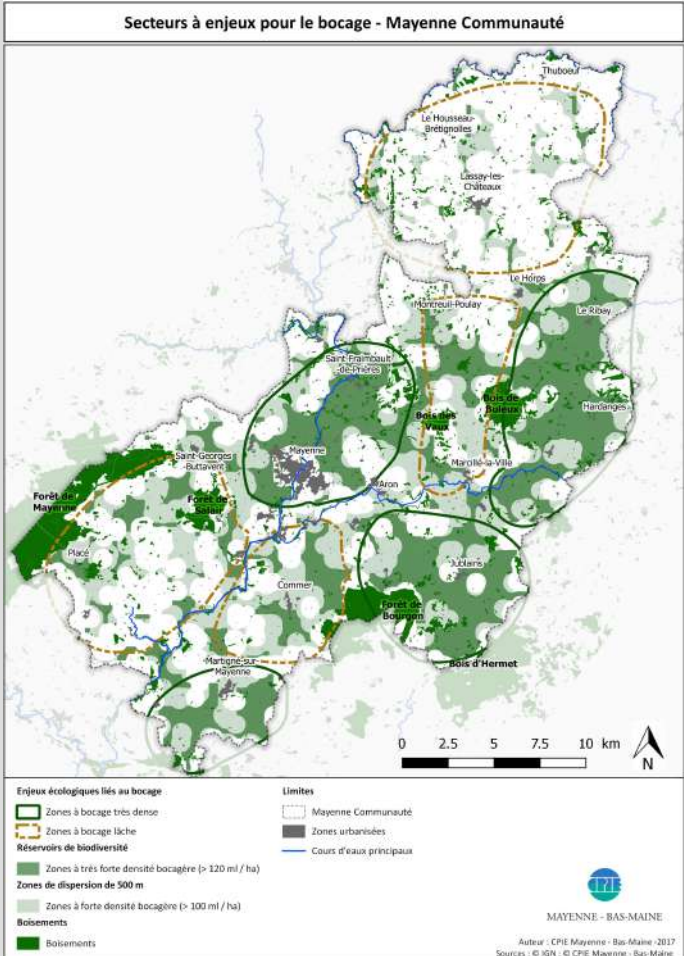 Secteurs à enjeux pour le bocage - Mayenne Communauté
Thuboeuf
Le Housseau-
Brétignolles
Lassay-les-
Châteaux
Le Horps
Montreuil-Poulay
Le Ribay
Saint-Fraimbault
-de-Prières
Bois de
Buleux
Hardanges
Bois des
Vaux
Mayenne
Saint-Georges
-Buttavent
Marcillé-la-Ville
Aron
Forêt de
Mayenne
Forêt de
Salair
Placé
Jublains
Commer
Forêt de
Bourgon
Martigné-sur
Mayenne
Bois d'Hermet
0 2.5 5 7.5 10 km
N
Enjeux écologiques liés au bocage
Zones à bocage très dense
Zones à bocage lâche
Réservoirs de biodiversité
Zones à très forte densité bocagère (> 120 ml / ha)
Zones de dispersion de 500 m
Zones à forte densité bocagère (> 100 ml / ha)
Boisements
Boisements
Limites
Mayenne Communauté
Zones urbanisées
Cours d'eaux principaux
CPIE
MAYENNE - BAS-MAINE
Auteur : CPIE Mayenne - Bas-Maine -2017
Sources : © IGN ; © CPIE Mayenne - Bas-Maine